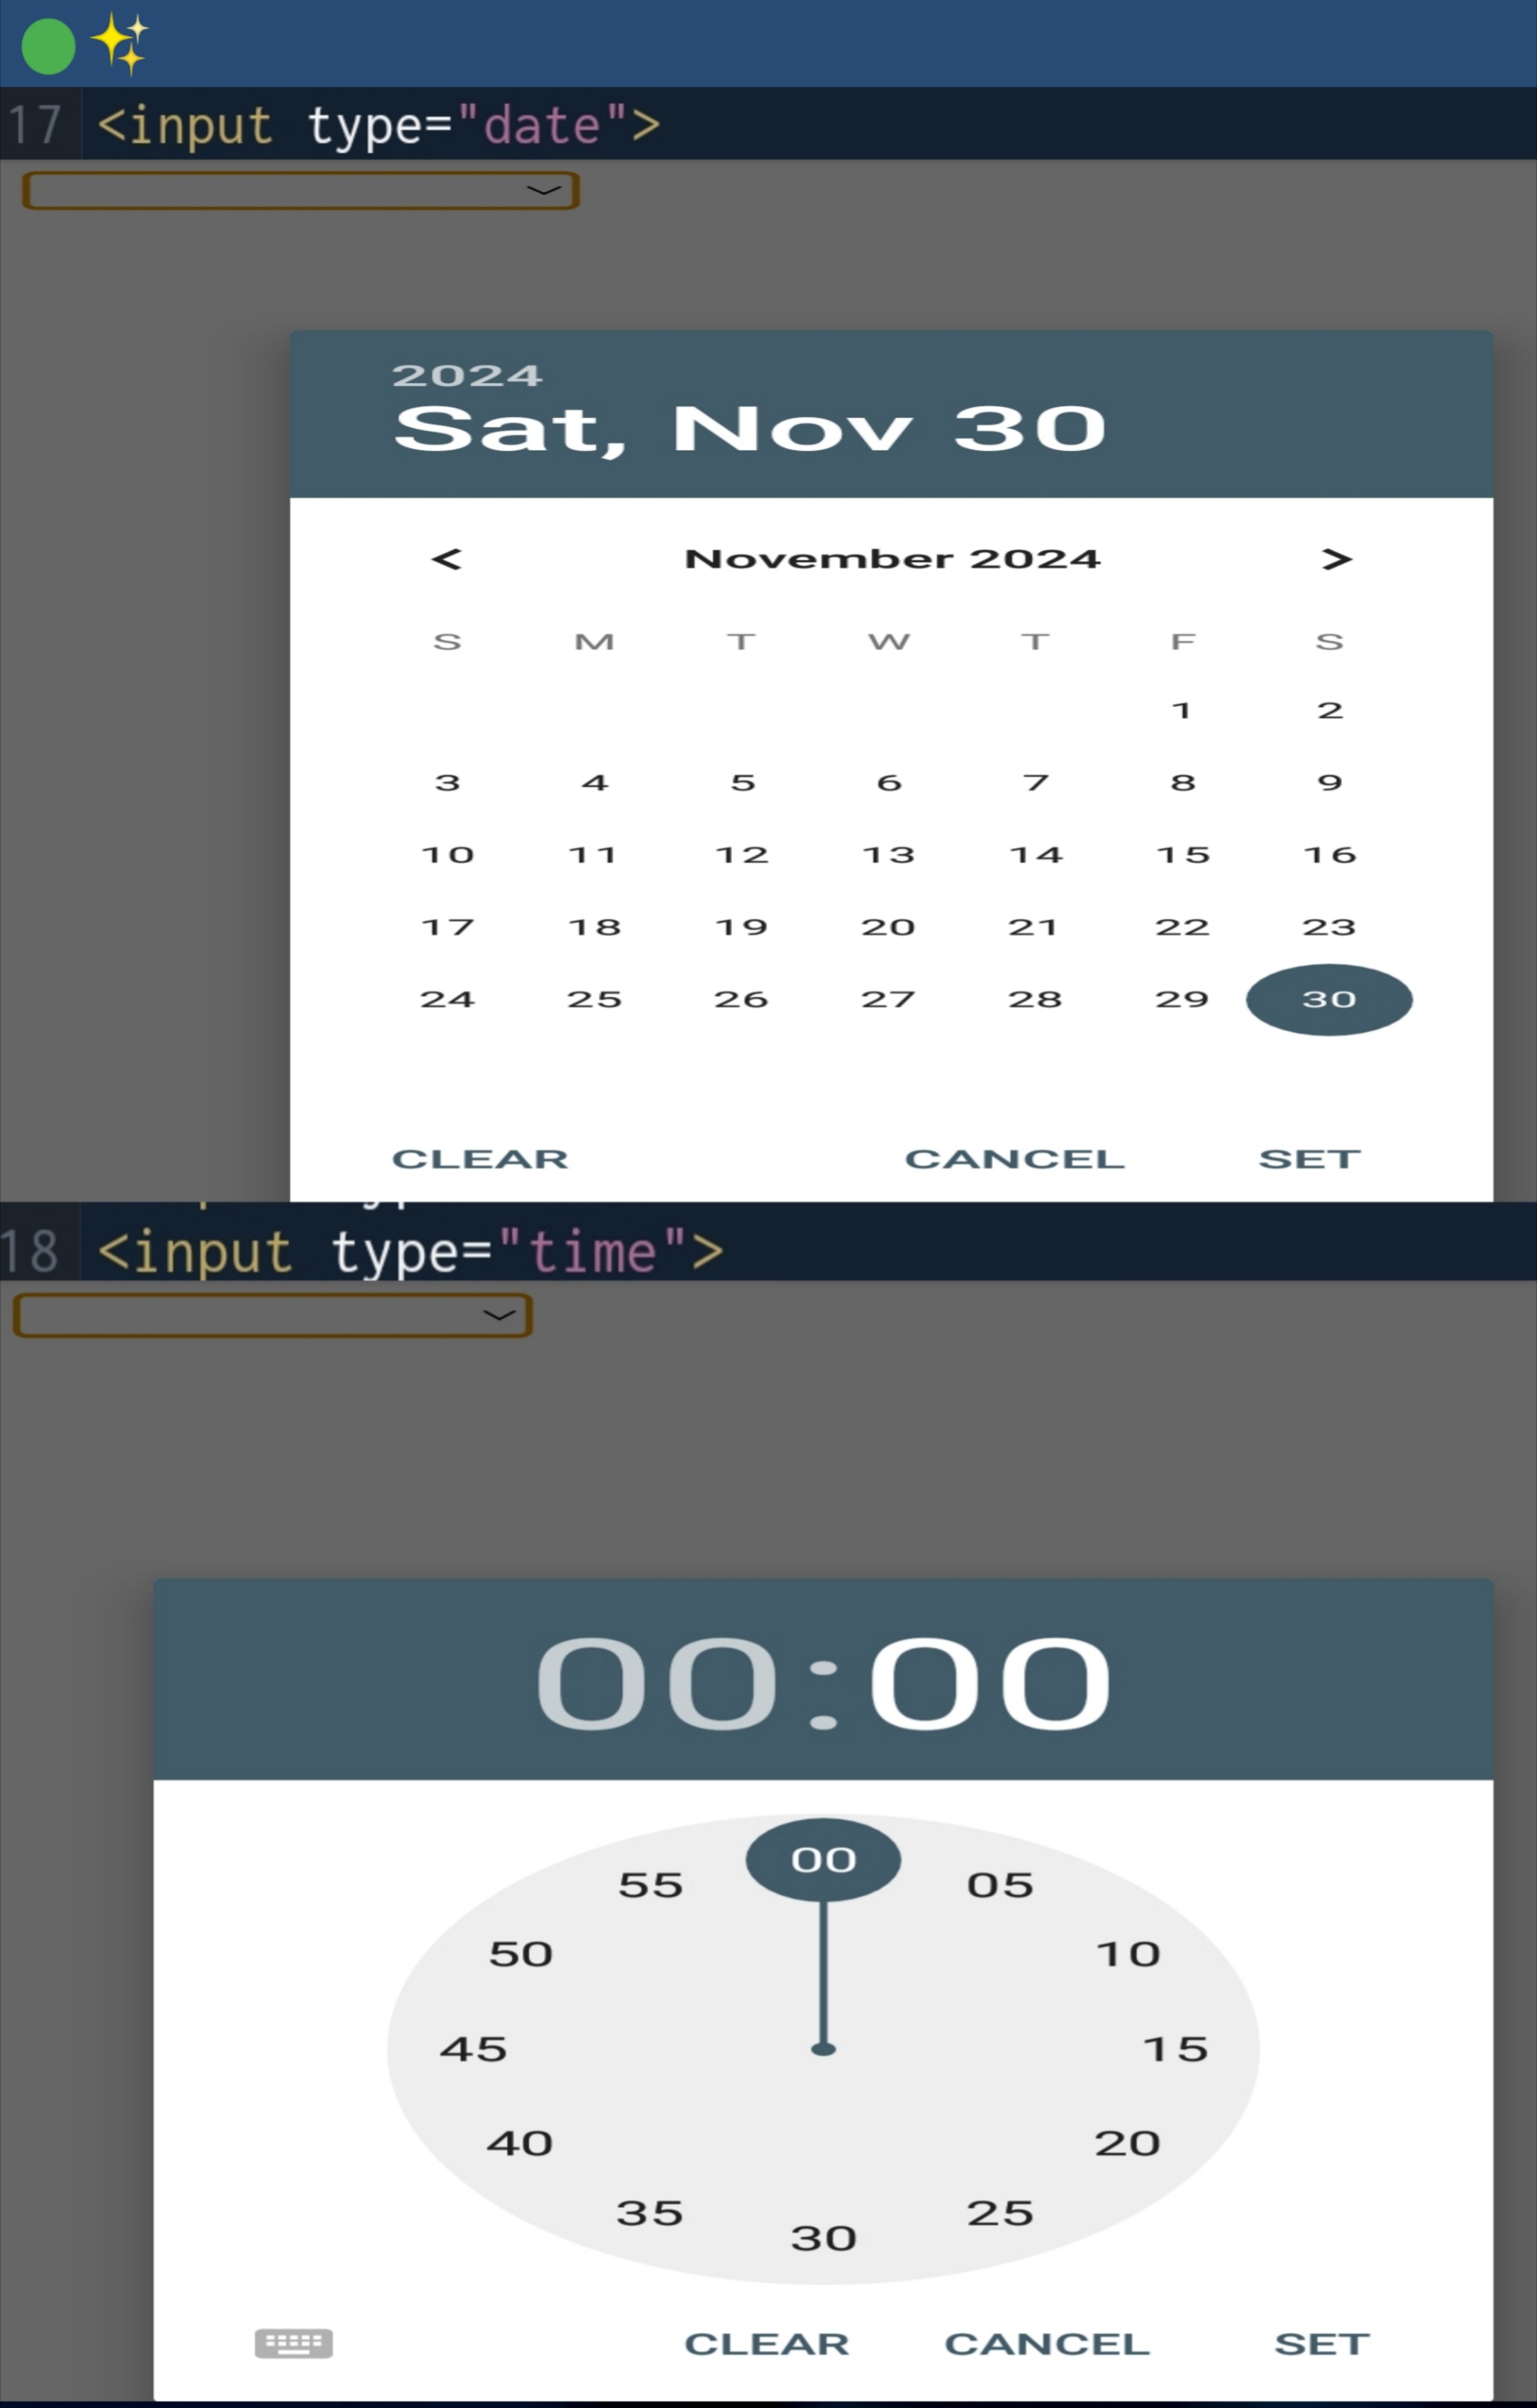 17 <input type="date">
2024
Sat, Nov 30
< November 2024 >
S M T W T F S
1 2
3 4 5 6 7 8 9
10 11 12 13 14 15 16
17 18 19 20 21 22 23
24 25 26 27 28 29 30
CLEAR CANCEL SET
18 <input type="time">
00:00
00
55 05
50 10
45 15
40 20
35 25
30
CLEAR CANCEL SET